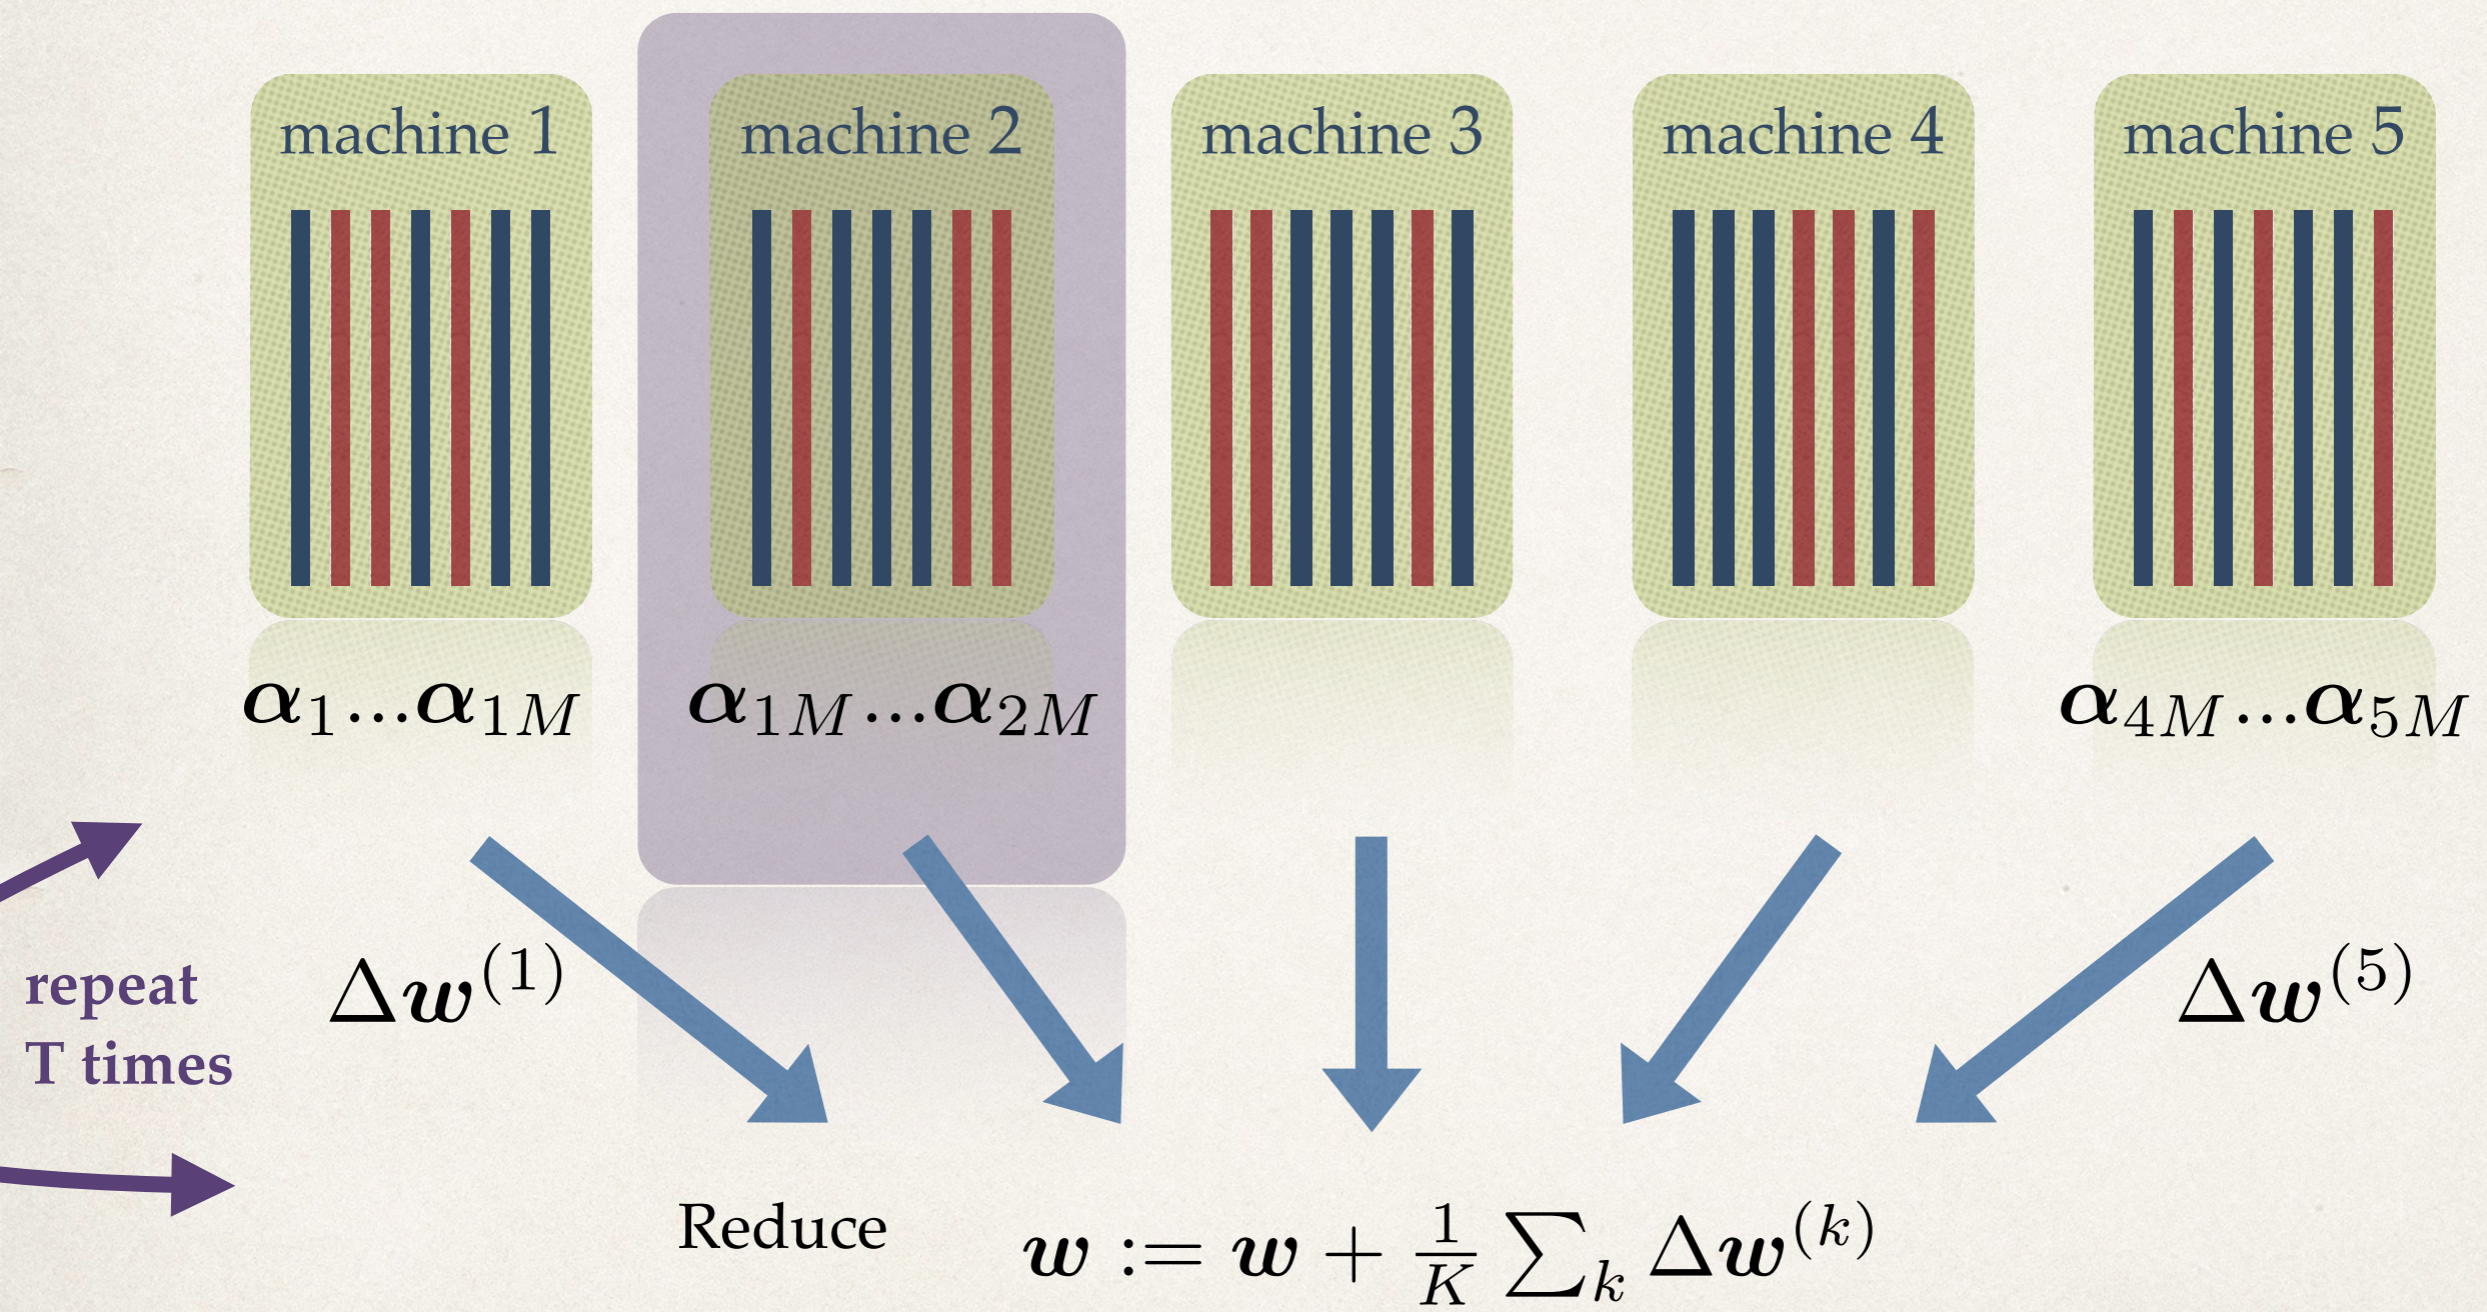 machine 1 machine 2 machine 3 machine 4 machine 5
α₁...α₁M α₁M...α₂M α₄M...α₅M
Δw⁽¹⁾ Δw⁽⁵⁾
repeat
T times
Reduce w := w + 1/K ∑ₖ Δw⁽ᵏ⁾